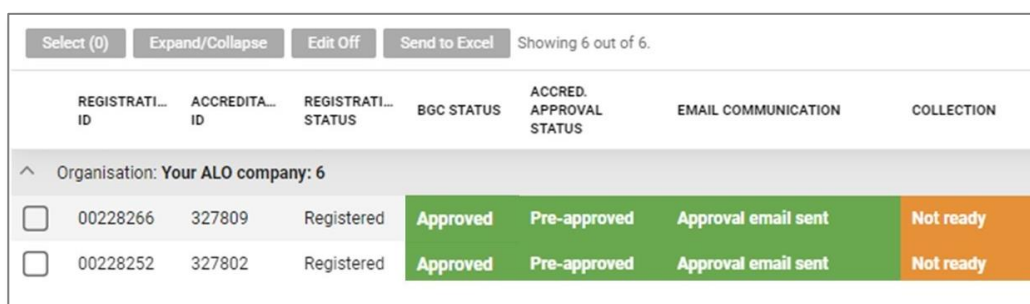 Select (0) Expand/Collapse Edit Off Send to Excel Showing 6 out of 6.
REGISTRATI... ID ACCREDITA... ID REGISTRATI... STATUS BGC STATUS ACCRED. APPROVAL STATUS EMAIL COMMUNICATION COLLECTION
Organisation: Your ALO company: 6
00228266 327809 Registered Approved Pre-approved Approval email sent Not ready
00228252 327802 Registered Approved Pre-approved Approval email sent Not ready